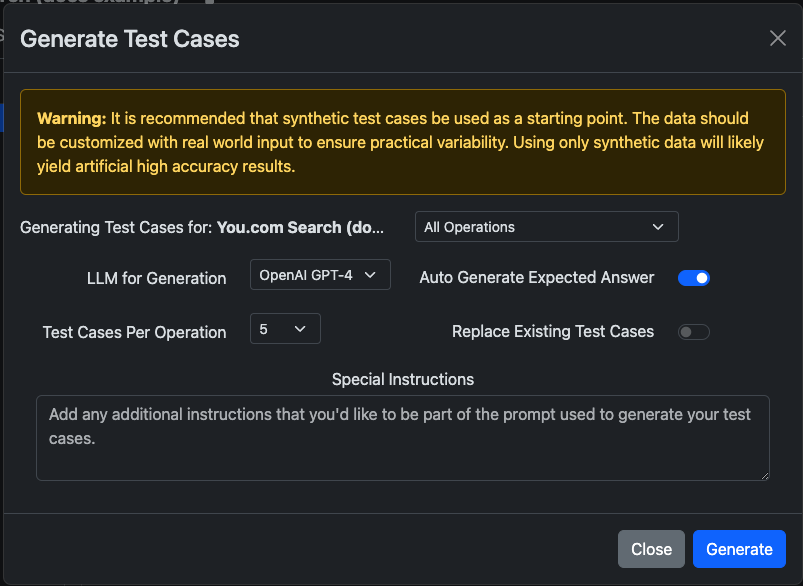 Generate Test Cases
Warning: It is recommended that synthetic test cases be used as a starting point. The data should
be customized with real world input to ensure practical variability. Using only synthetic data will likely
yield artificial high accuracy results.
Generating Test Cases for: You.com Search (do... All Operations
LLM for Generation OpenAI GPT-4 Auto Generate Expected Answer
Test Cases Per Operation 5 Replace Existing Test Cases
Special Instructions
Add any additional instructions that you'd like to be part of the prompt used to generate your test
cases.
Close Generate